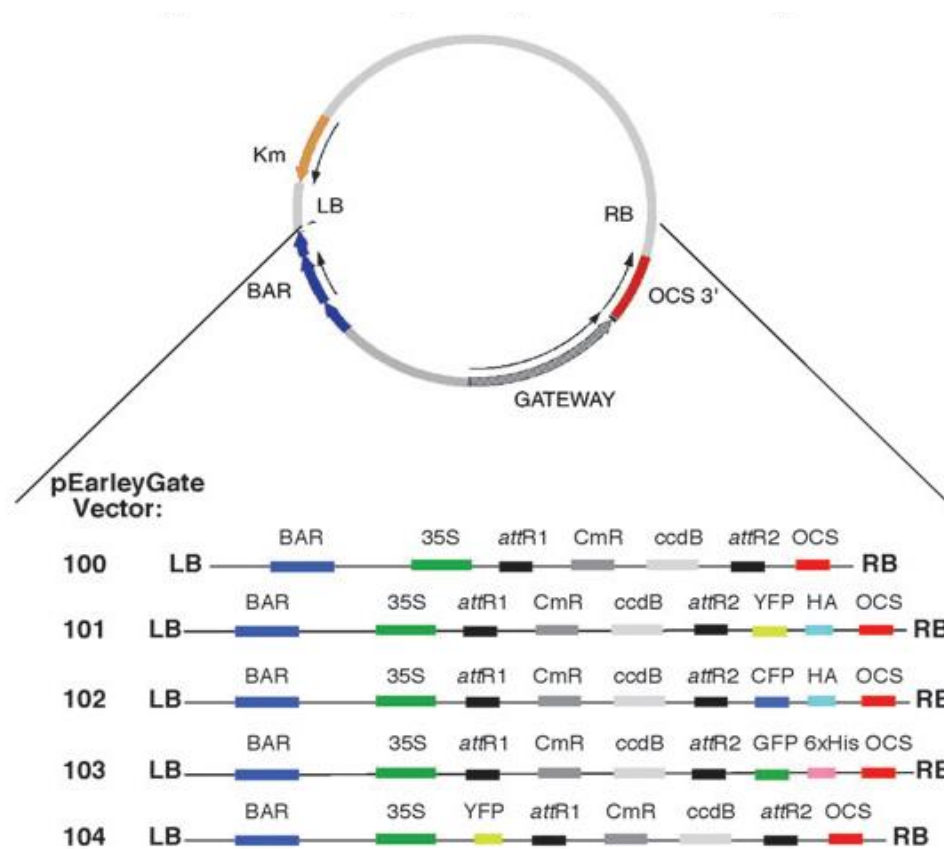 Km
LB
RB
BAR
OCS 3'
GATEWAY
pEarleyGate
Vector:
BAR 35S attR1 CmR ccdB attR2 OCS
100 LB RB
BAR 35S attR1 CmR ccdB attR2 YFP HA OCS
101 LB RB
BAR 35S attR1 CmR ccdB attR2 CFP HA OCS
102 LB RB
BAR 35S attR1 CmR ccdB attR2 GFP 6xHis OCS
103 LB RB
BAR 35S YFP attR1 CmR ccdB attR2 OCS
104 LB RB